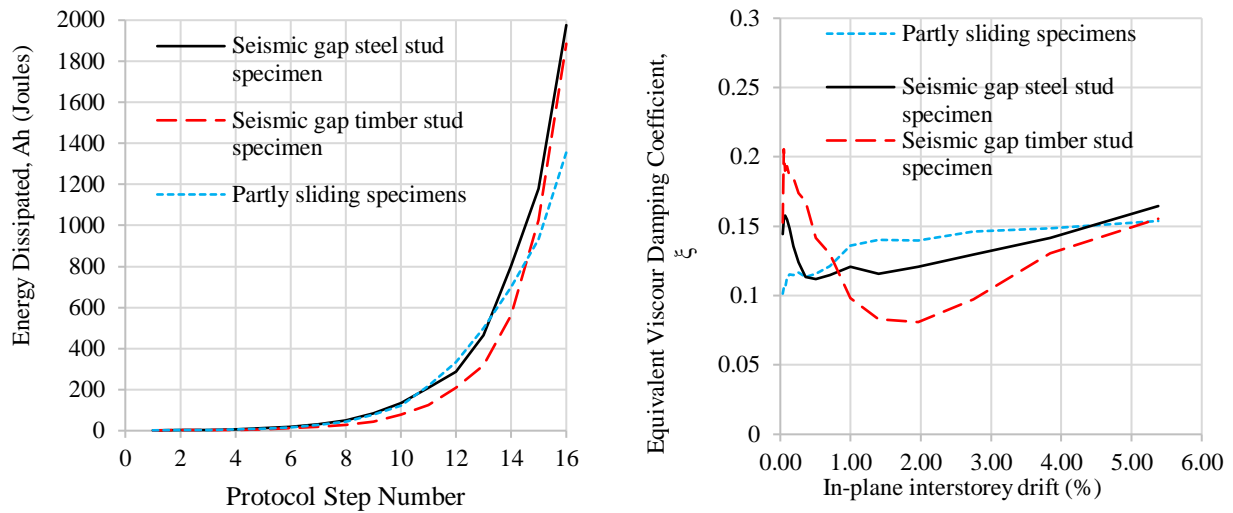 Energy Dissipated, Ah (Joules)
2000
1800
1600
1400
1200
1000
800
600
400
200
0
Seismic gap steel stud
specimen
Seismic gap timber stud
specimen
Partly sliding specimens
0 2 4 6 8 10 12 14 16
Protocol Step Number
Equivalent Viscour Damping Coefficient,
ξ
0.3
0.25
0.2
0.15
0.1
0.05
0
Partly sliding specimens
Seismic gap steel stud
specimen
Seismic gap timber stud
specimen
0.00 1.00 2.00 3.00 4.00 5.00 6.00
In-plane interstorey drift (%)